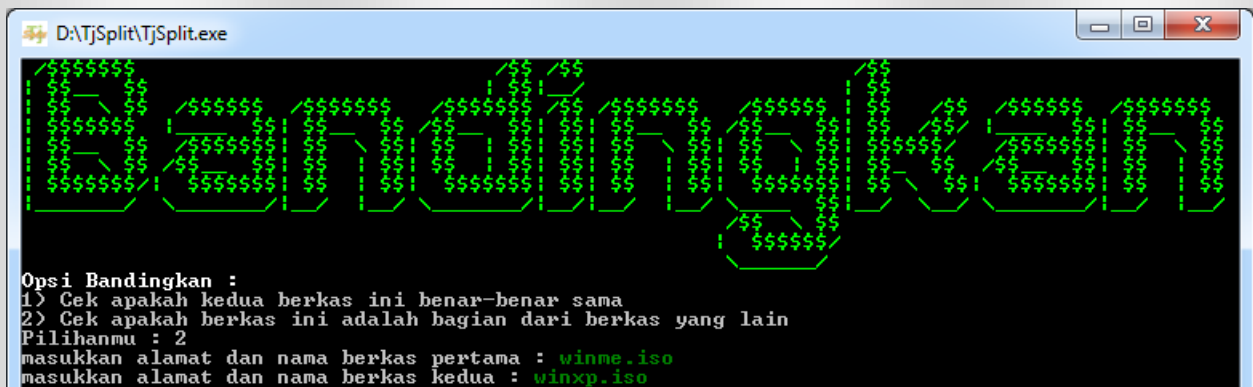 D:\TjSplit\TjSplit.exe
Bandingkan
Opsi Bandingkan :
1) Cek apakah kedua berkas ini benar-benar sama
2) Cek apakah berkas ini adalah bagian dari berkas yang lain
Pilihanmu : 2
masukkan alamat dan nama berkas pertama : winme.iso
masukkan alamat dan nama berkas kedua : winxp.iso